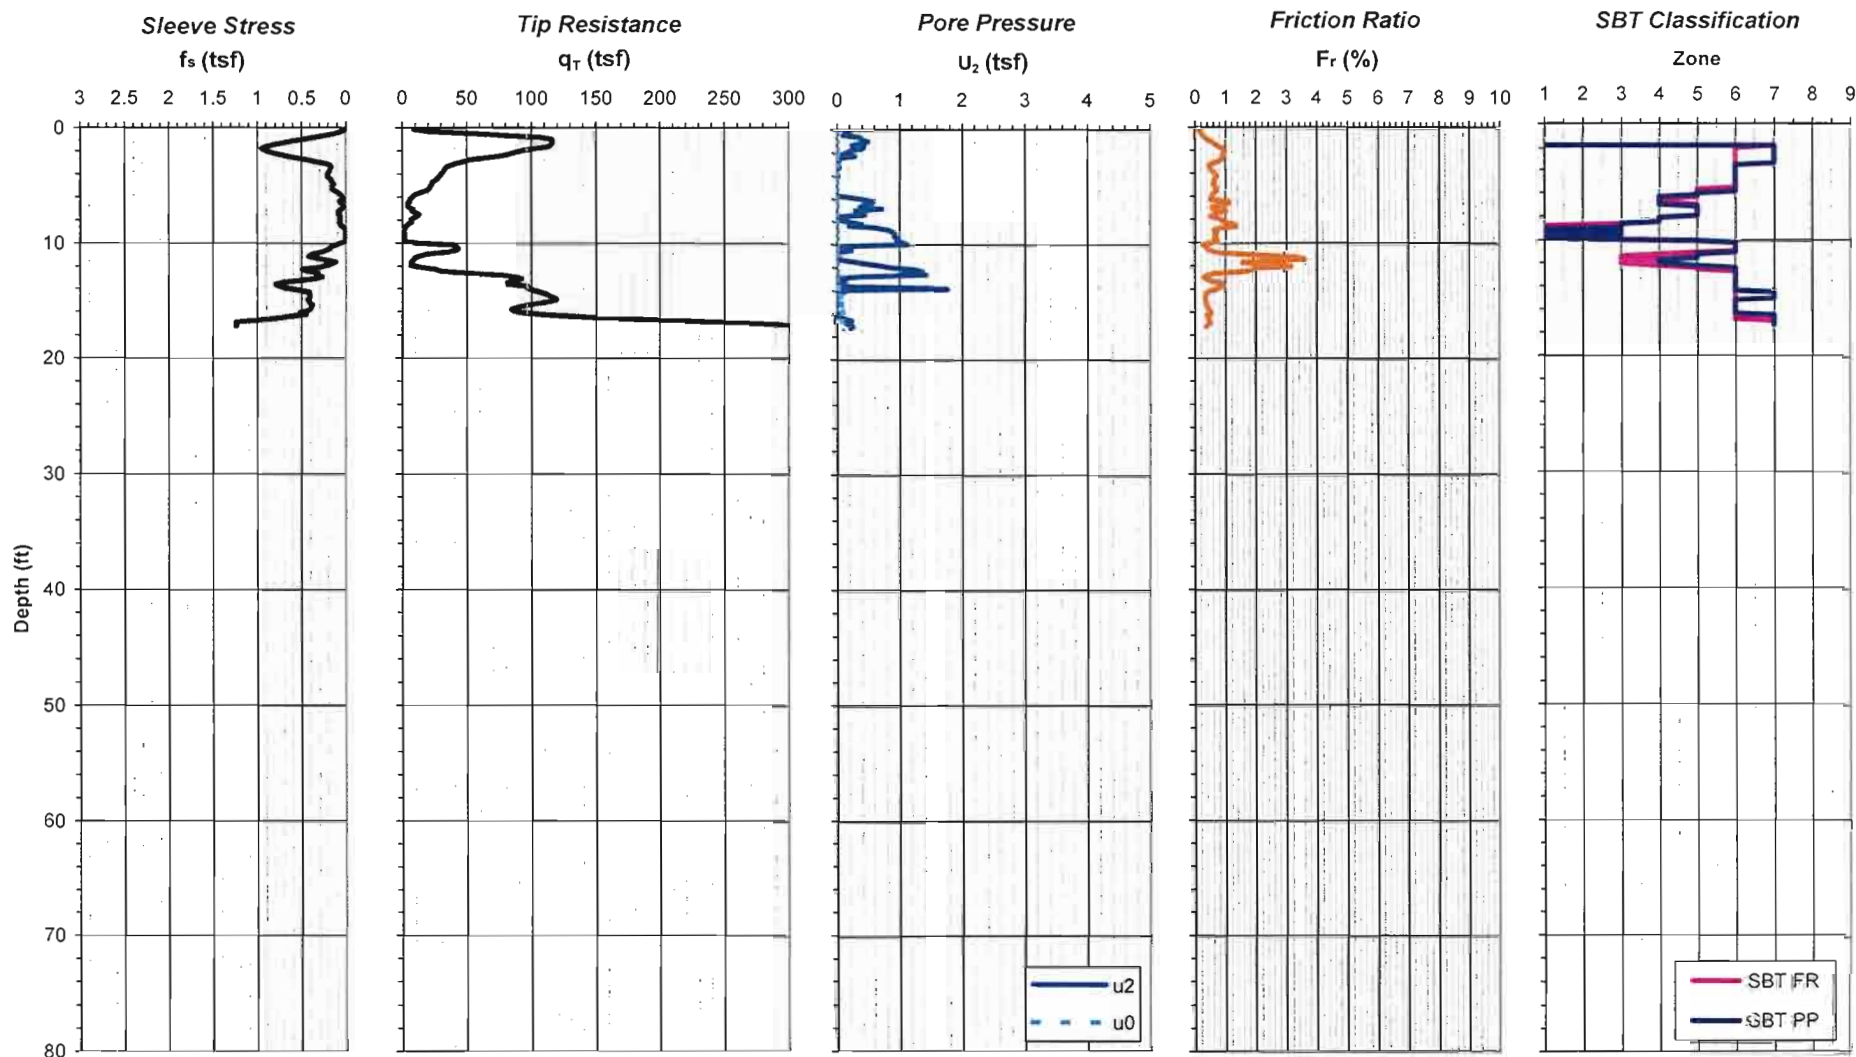 Sleeve Stress Tip Resistance Pore Pressure Friction Ratio SBT Classification
fs (tsf) qT (tsf) U2 (tsf) Fr (%) Zone
3 2.5 2 1.5 1 0.5 0 0 50 100 150 200 250 300 0 1 2 3 4 5 0 1 2 3 4 5 6 7 8 9 10 1 2 3 4 5 6 7 8 9
0
10
20
30
40
50
60
70
80
Depth (ft)
u2
u0
SBT FR
SBT PP